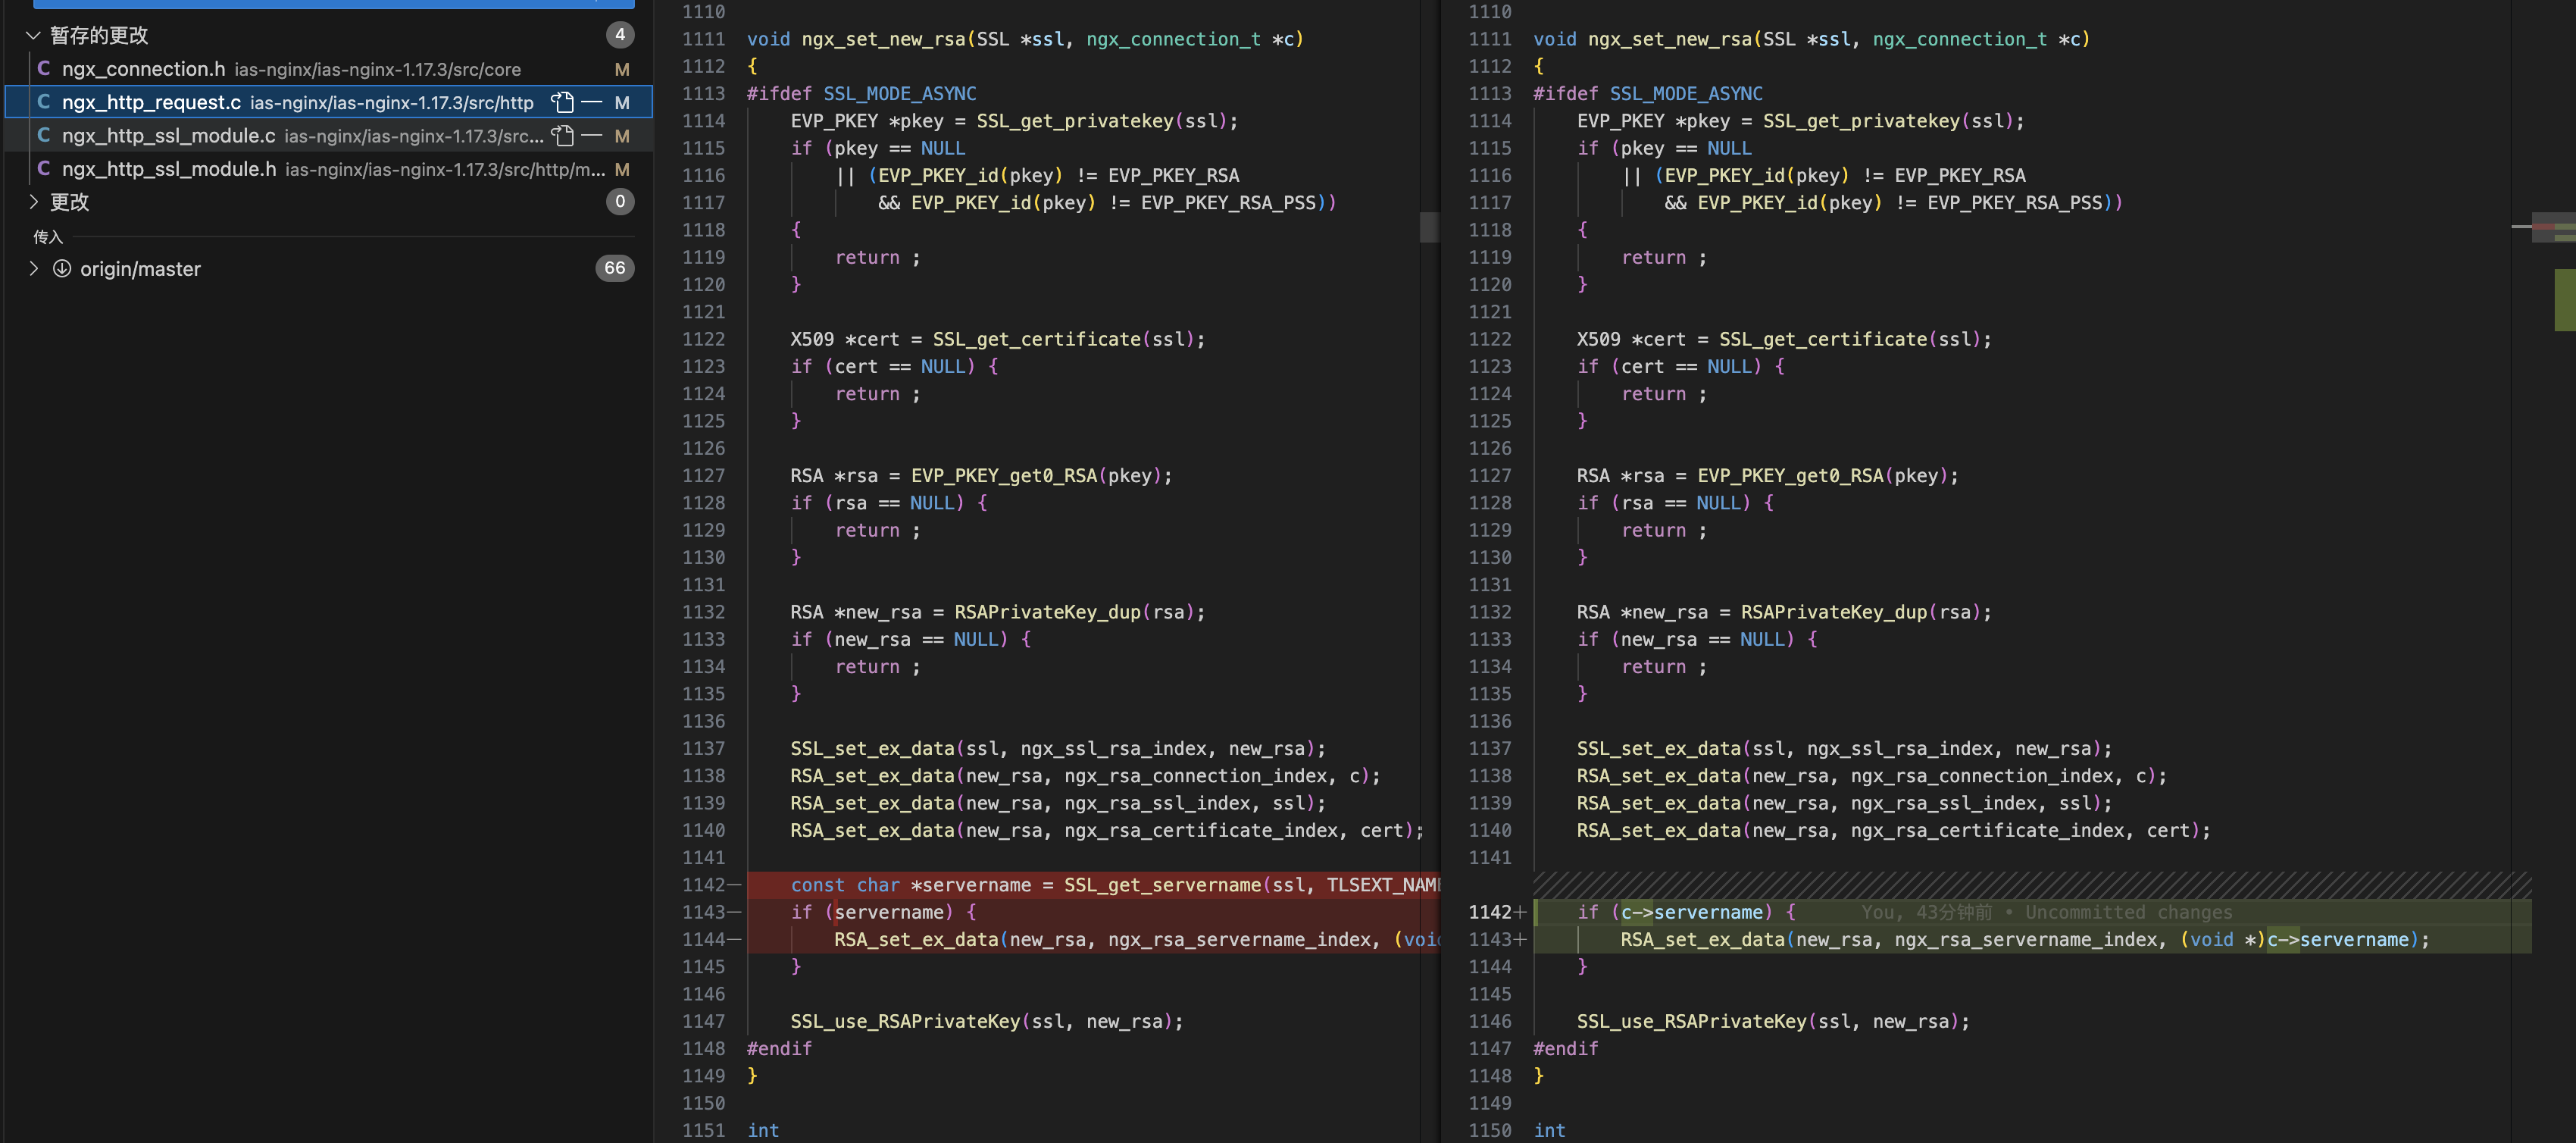 暂存的更改 4
C ngx_connection.h ias-nginx/ias-nginx-1.17.3/src/core M
C ngx_http_request.c ias-nginx/ias-nginx-1.17.3/src/http M
C ngx_http_ssl_module.c ias-nginx/ias-nginx-1.17.3/src... M
C ngx_http_ssl_module.h ias-nginx/ias-nginx-1.17.3/src/http/m... M
更改 0
传入
origin/master 66
1110
1111 void ngx_set_new_rsa(SSL *ssl, ngx_connection_t *c)
1112 {
1113 #ifdef SSL_MODE_ASYNC
1114 EVP_PKEY *pkey = SSL_get_privatekey(ssl);
1115 if (pkey == NULL
1116 || (EVP_PKEY_id(pkey) != EVP_PKEY_RSA
1117 && EVP_PKEY_id(pkey) != EVP_PKEY_RSA_PSS))
1118 {
1119 return ;
1120 }
1121
1122 X509 *cert = SSL_get_certificate(ssl);
1123 if (cert == NULL) {
1124 return ;
1125 }
1126
1127 RSA *rsa = EVP_PKEY_get0_RSA(pkey);
1128 if (rsa == NULL) {
1129 return ;
1130 }
1131
1132 RSA *new_rsa = RSAPrivateKey_dup(rsa);
1133 if (new_rsa == NULL) {
1134 return ;
1135 }
1136
1137 SSL_set_ex_data(ssl, ngx_ssl_rsa_index, new_rsa);
1138 RSA_set_ex_data(new_rsa, ngx_rsa_connection_index, c);
1139 RSA_set_ex_data(new_rsa, ngx_rsa_ssl_index, ssl);
1140 RSA_set_ex_data(new_rsa, ngx_rsa_certificate_index, cert);
1141
1142— const char *servername = SSL_get_servername(ssl, TLSEXT_NAME
1143— if (servername) {
1144— RSA_set_ex_data(new_rsa, ngx_rsa_servername_index, (void
1145 }
1146
1147 SSL_use_RSAPrivateKey(ssl, new_rsa);
1148 #endif
1149 }
1150
1151 int
1110
1111 void ngx_set_new_rsa(SSL *ssl, ngx_connection_t *c)
1112 {
1113 #ifdef SSL_MODE_ASYNC
1114 EVP_PKEY *pkey = SSL_get_privatekey(ssl);
1115 if (pkey == NULL
1116 || (EVP_PKEY_id(pkey) != EVP_PKEY_RSA
1117 && EVP_PKEY_id(pkey) != EVP_PKEY_RSA_PSS))
1118 {
1119 return ;
1120 }
1121
1122 X509 *cert = SSL_get_certificate(ssl);
1123 if (cert == NULL) {
1124 return ;
1125 }
1126
1127 RSA *rsa = EVP_PKEY_get0_RSA(pkey);
1128 if (rsa == NULL) {
1129 return ;
1130 }
1131
1132 RSA *new_rsa = RSAPrivateKey_dup(rsa);
1133 if (new_rsa == NULL) {
1134 return ;
1135 }
1136
1137 SSL_set_ex_data(ssl, ngx_ssl_rsa_index, new_rsa);
1138 RSA_set_ex_data(new_rsa, ngx_rsa_connection_index, c);
1139 RSA_set_ex_data(new_rsa, ngx_rsa_ssl_index, ssl);
1140 RSA_set_ex_data(new_rsa, ngx_rsa_certificate_index, cert);
1141
1142+ if (c->servername) { You, 43分钟前 • Uncommitted changes
1143+ RSA_set_ex_data(new_rsa, ngx_rsa_servername_index, (void *)c->servername);
1144 }
1145
1146 SSL_use_RSAPrivateKey(ssl, new_rsa);
1147 #endif
1148 }
1149
1150 int